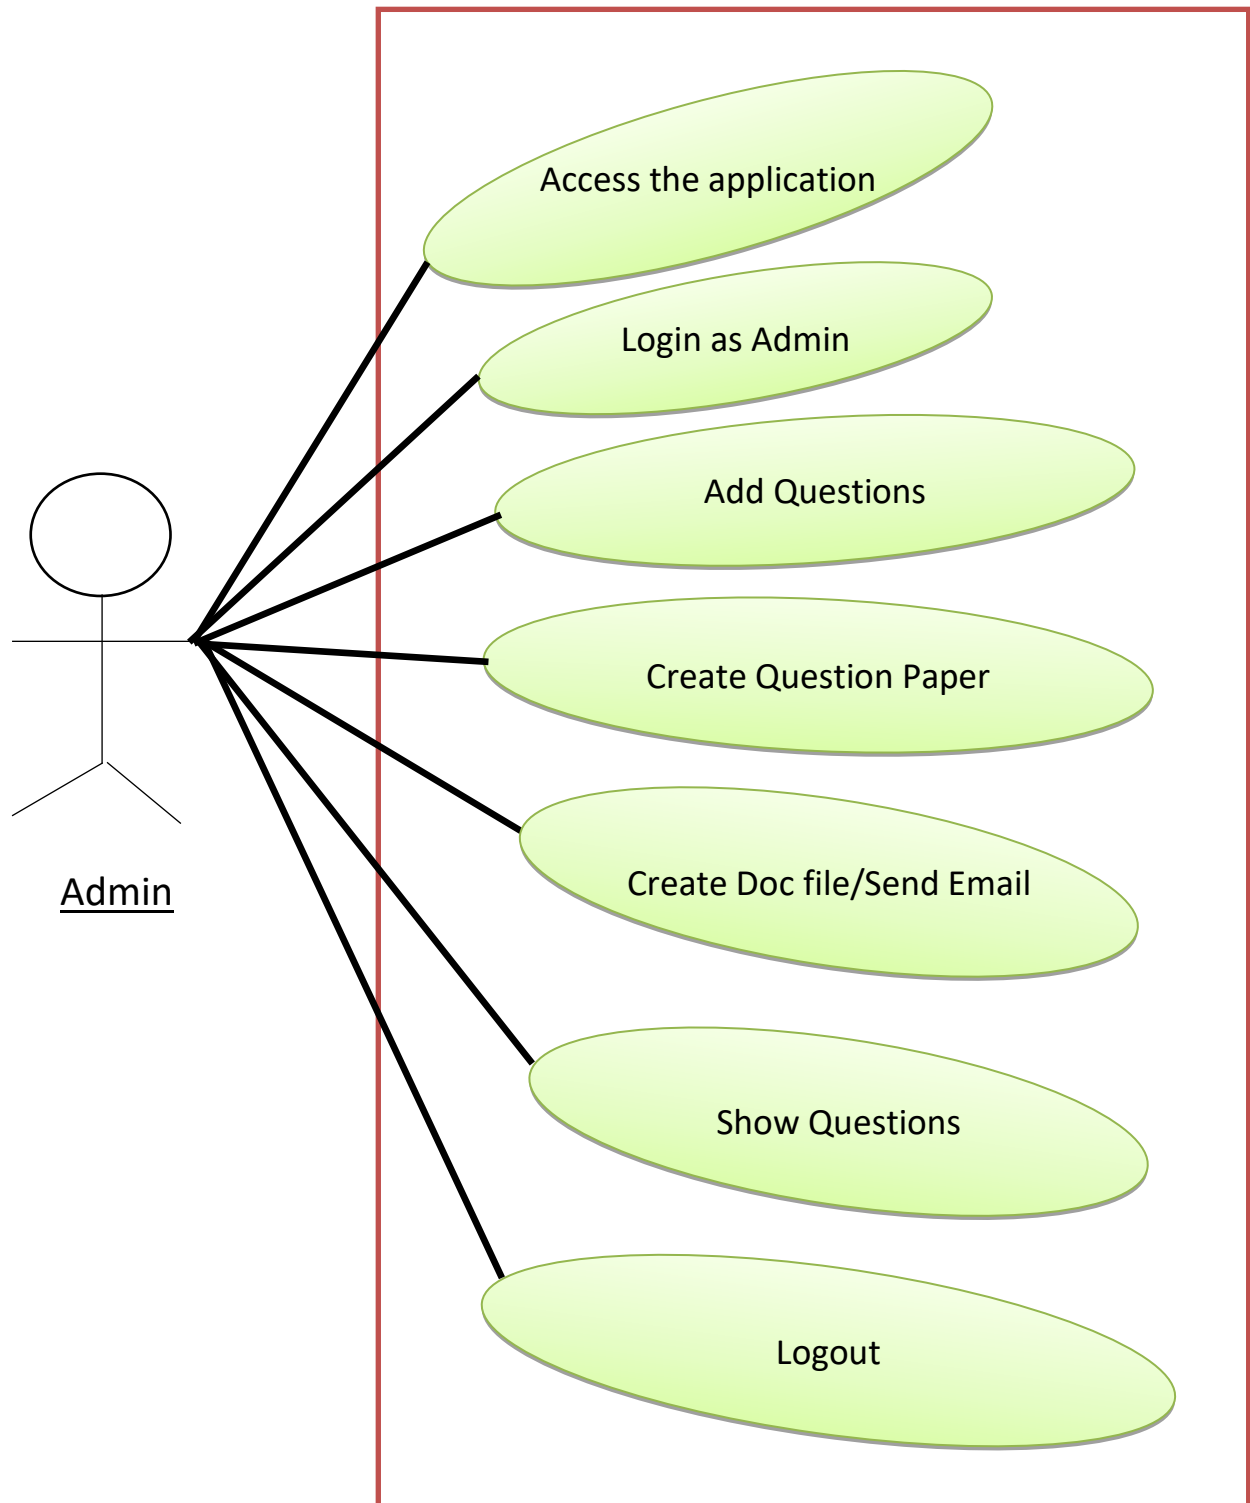 Access the application
Login as Admin
Add Questions
Create Question Paper
Create Doc file/Send Email
Admin
Show Questions
Logout